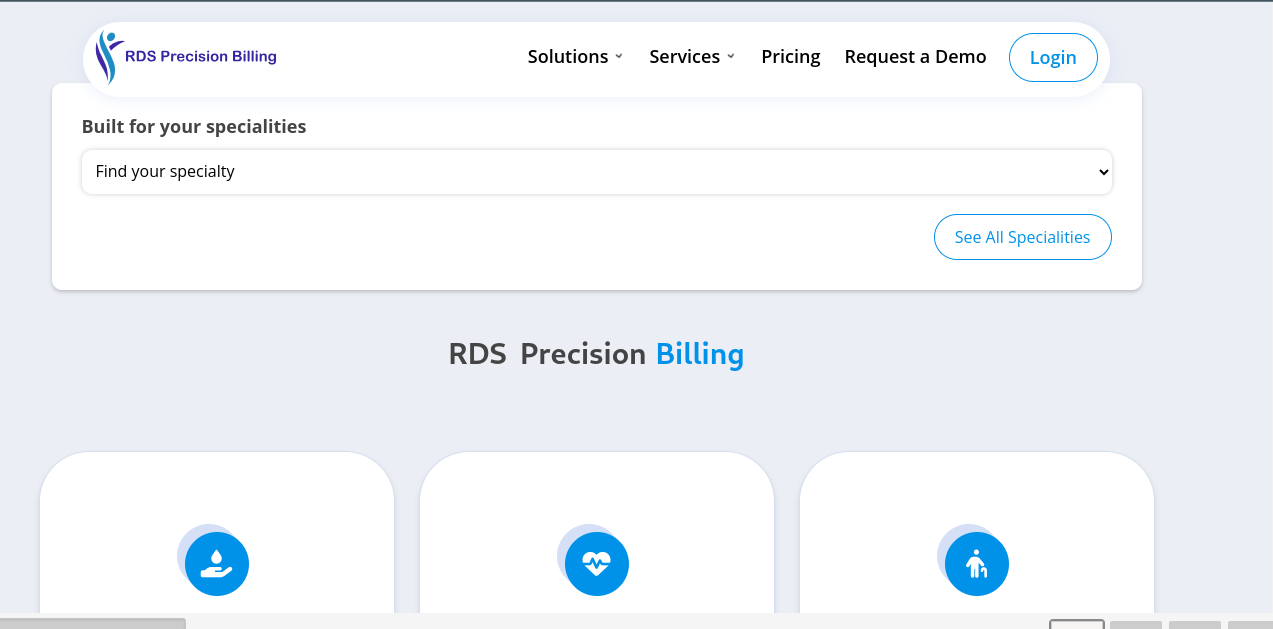 RDS Precision Billing
Solutions
Services
Pricing
Request a Demo
Login
Built for your specialities
Find your specialty
See All Specialities
RDS Precision Billing